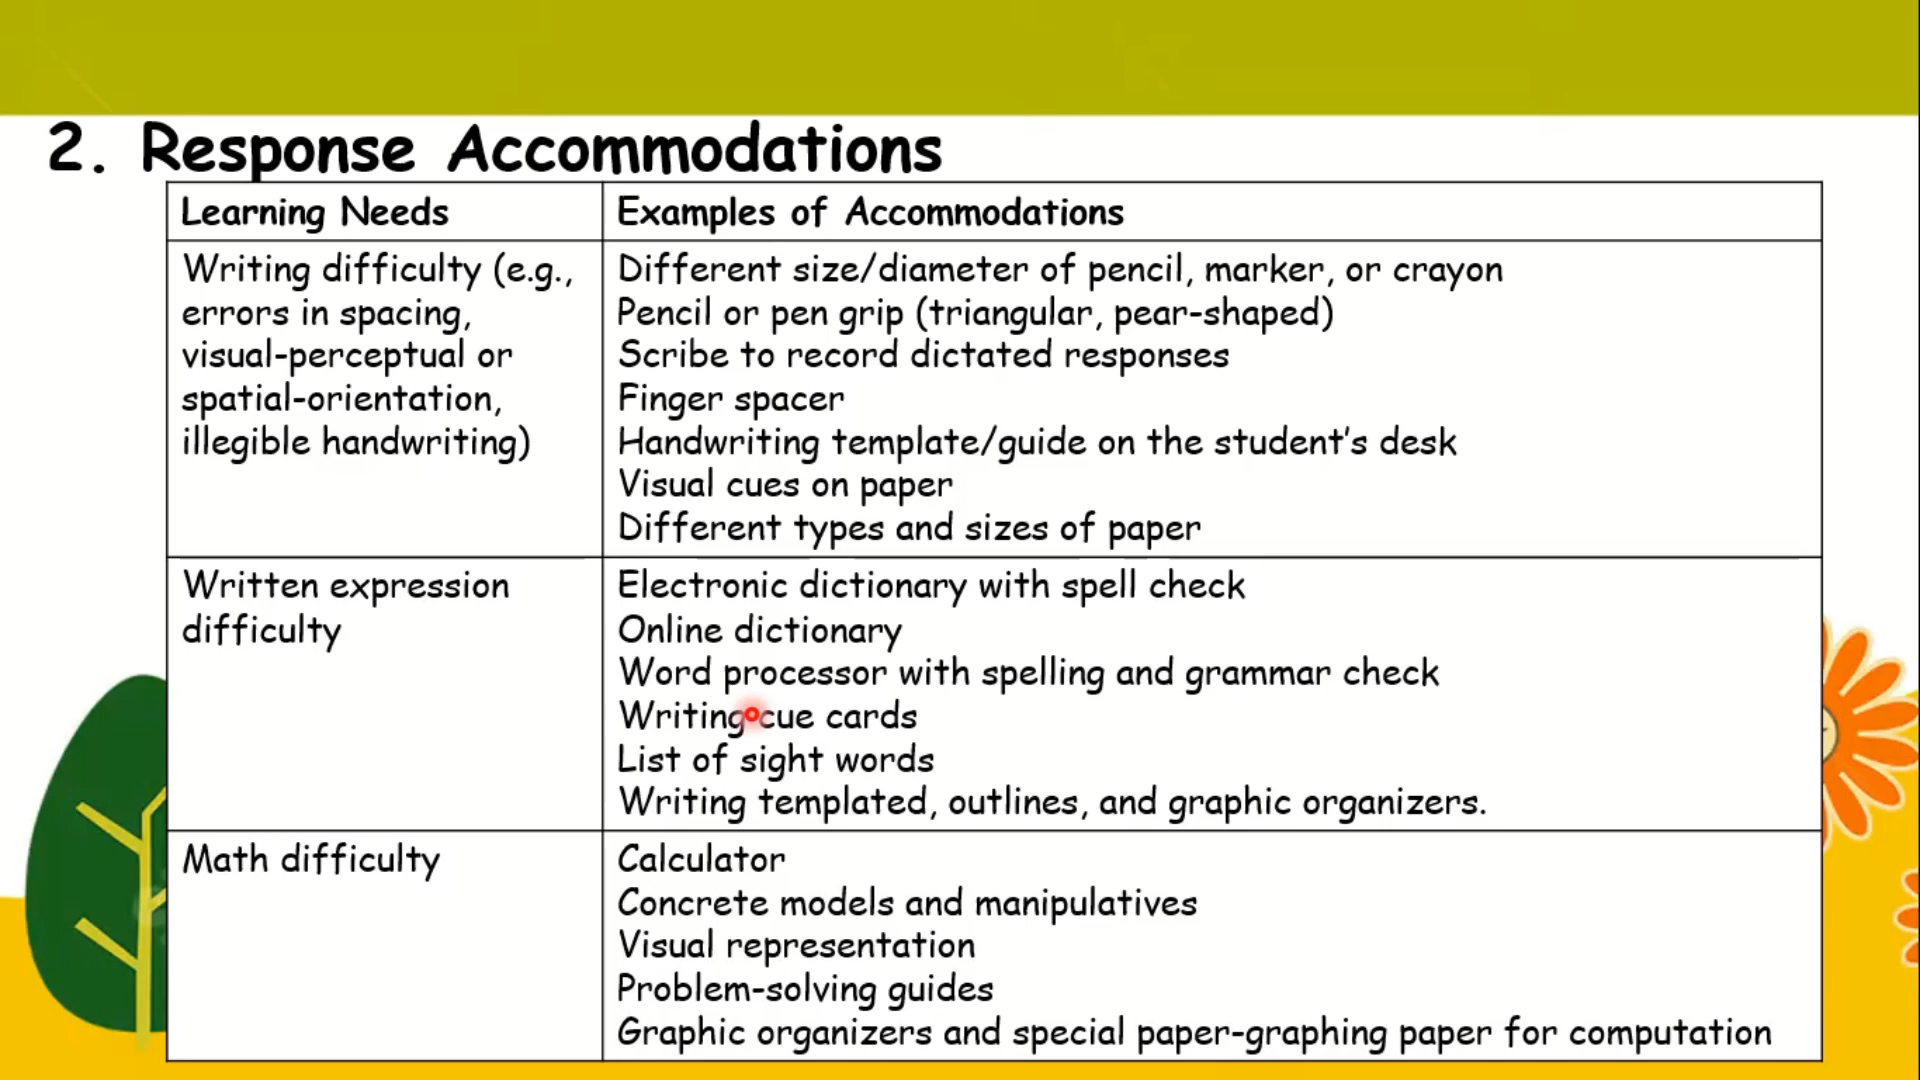 2. Response Accommodations
Learning Needs
Examples of Accommodations
Writing difficulty (e.g.,
errors in spacing,
visual-perceptual or
spatial-orientation,
illegible handwriting)
Different size/diameter of pencil, marker, or crayon
Pencil or pen grip (triangular, pear-shaped)
Scribe to record dictated responses
Finger spacer
Handwriting template/guide on the student's desk
Visual cues on paper
Different types and sizes of paper
Written expression
difficulty
Electronic dictionary with spell check
Online dictionary
Word processor with spelling and grammar check
Writing cue cards
List of sight words
Writing templated, outlines, and graphic organizers.
Math difficulty
Calculator
Concrete models and manipulatives
Visual representation
Problem-solving guides
Graphic organizers and special paper-graphing paper for computation